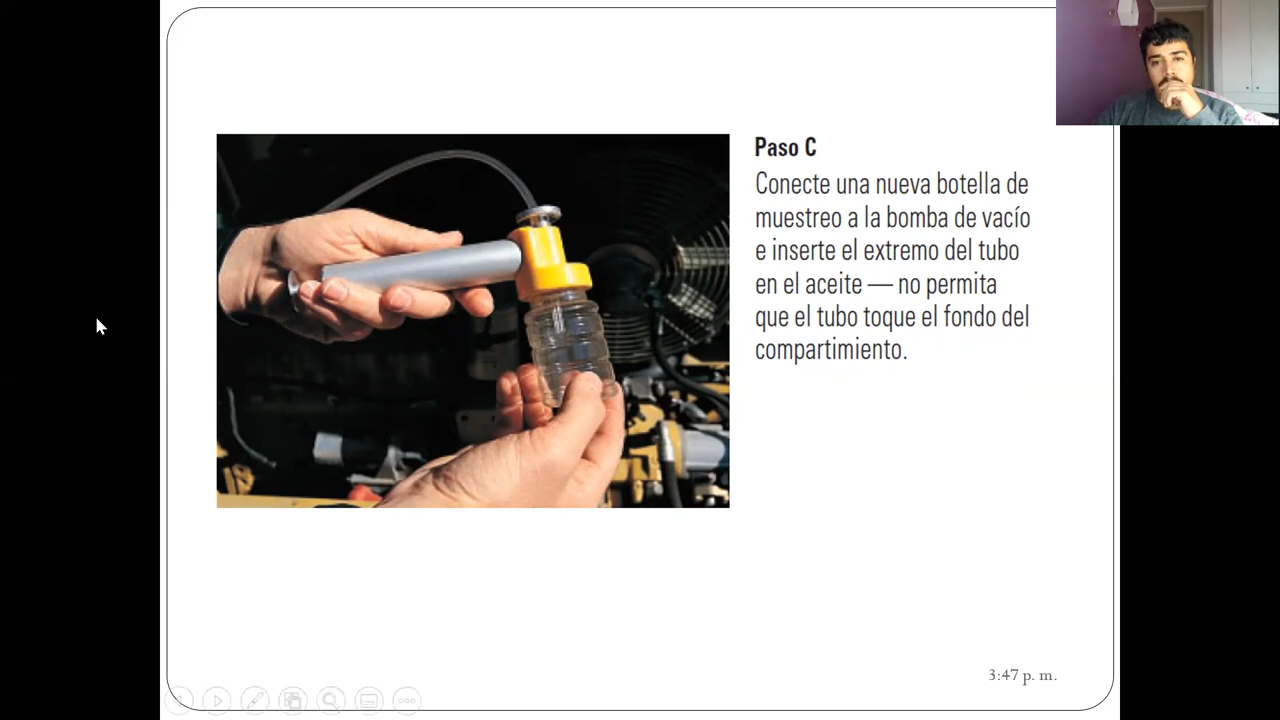 Paso C
Conecte una nueva botella de
muestreo a la bomba de vacío
e inserte el extremo del tubo
en el aceite — no permita
que el tubo toque el fondo del
compartimiento.
3:47 p. m.